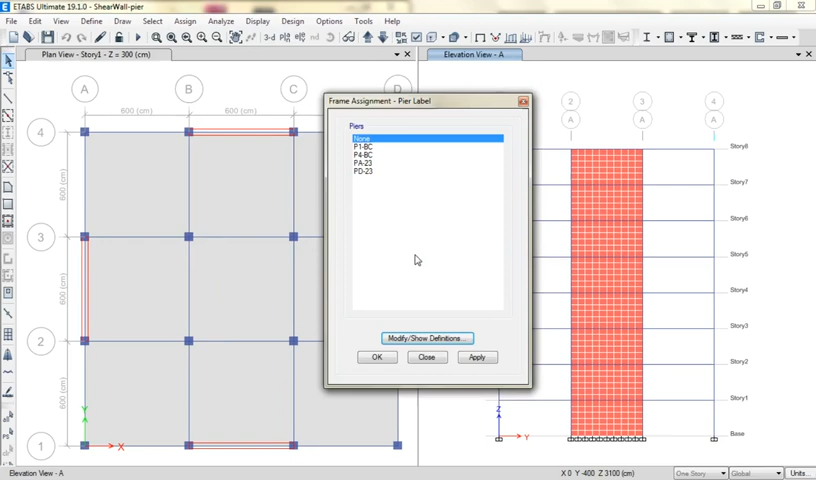 ETABS Ultimate 19.1.0 - ShearWall-pier
File Edit View Define Draw Select Assign Analyze Display Design Options Tools Help
3-d
nd
Plan View - Story1 - Z = 300 (cm)
Elevation View - A
A B C D
600 (cm) 600 (cm)
4
600 (cm)
3
600 (cm)
2
600 (cm)
1
Y
X
Frame Assignment - Pier Label
Piers
None
P1-BC
P4-BC
PA-23
PD-23
Modify/Show Definitions...
OK Close Apply
2 3 4
A A A
Story8
Story7
Story6
Story5
Story4
Story3
Story2
Story1
Base
Z
Y
Elevation View - A
X 0 Y -400 Z 3100 (cm)
One Story
Global
Units...